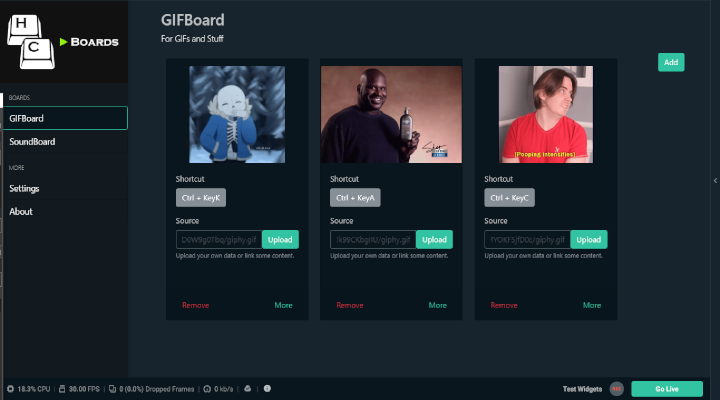 H
C
BOARDS
BOARDS
GIFBoard
SoundBoard
MORE
Settings
About
GIFBoard
For GIFs and Stuff
Add
[Pooping intensifies]
Shortcut
Shortcut
Shortcut
Ctrl + KeyK
Ctrl + KeyA
Ctrl + KeyC
Source
Source
Source
/giphy.gif Upload
/giphy.gif Upload
/giphy.gif Upload
Upload your own data or link some content.
Upload your own data or link some content.
Upload your own data or link some content.
Remove More
Remove More
Remove More
18.3% CPU 30.00 FPS 0 (0.0%) Dropped Frames 0 kb/s
Test Widgets REC Go Live